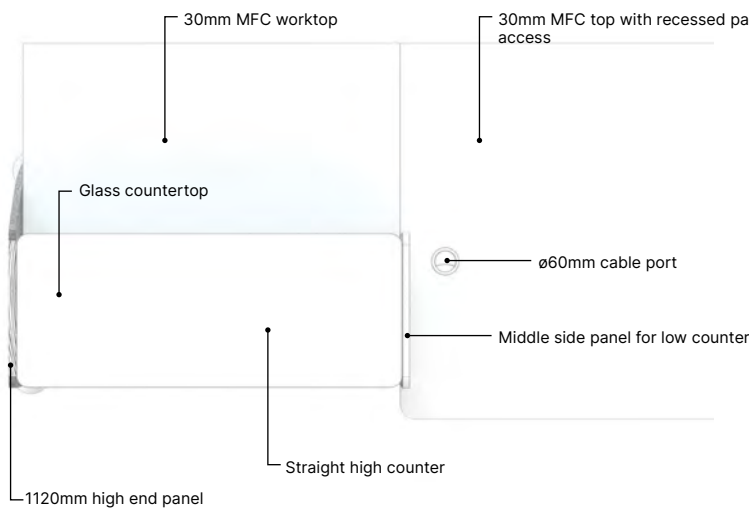 30mm MFC worktop
30mm MFC top with recessed pa
access
Glass countertop
ø60mm cable port
Middle side panel for low counter
Straight high counter
1120mm high end panel